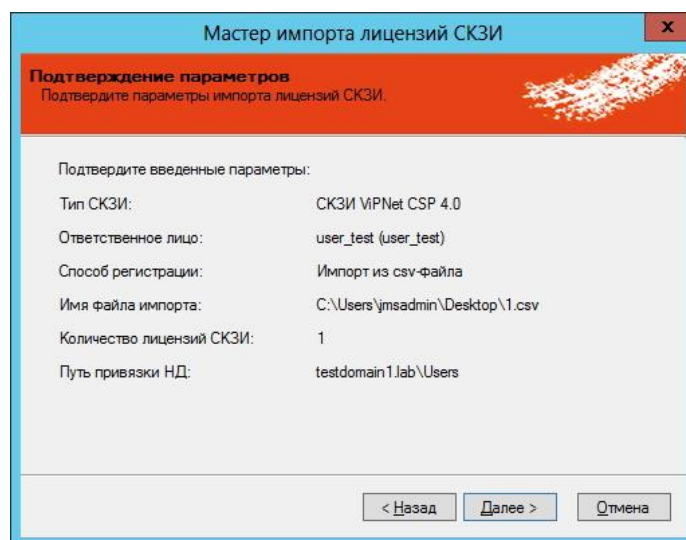 Мастер импорта лицензий СКЗИ
x
Подтверждение параметров
Подтвердите параметры импорта лицензий СКЗИ.
Подтвердите введенные параметры:
Тип СКЗИ: СКЗИ ViPNet CSP 4.0
Ответственное лицо: user_test (user_test)
Способ регистрации: Импорт из csv-файла
Имя файла импорта: C:\Users\jmsadmin\Desktop\1.csv
Количество лицензий СКЗИ: 1
Путь привязки НД: testdomain1.lab\Users
< Назад Далее > Отмена